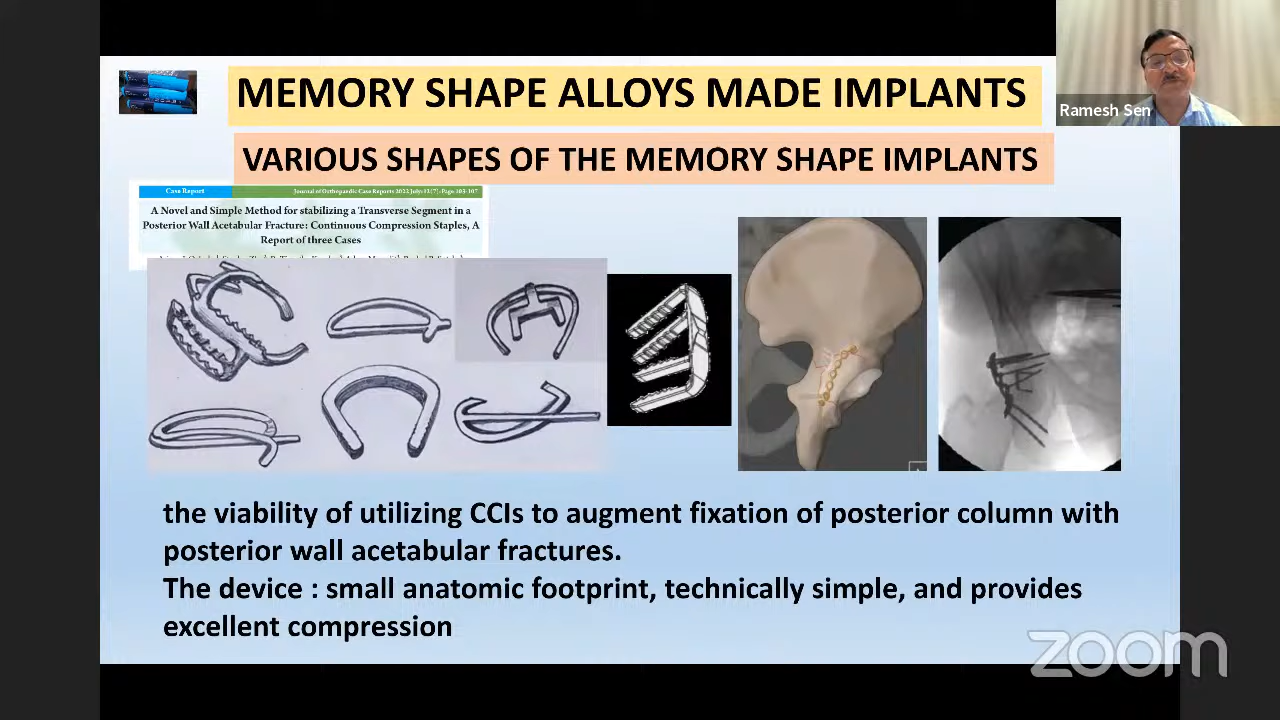 MEMORY SHAPE ALLOYS MADE IMPLANTS
Ramesh Sen
VARIOUS SHAPES OF THE MEMORY SHAPE IMPLANTS
Case Report
Journal of Orthopaedic Case Reports 2022 July: 12(7):Page 103-107
A Novel and Simple Method for stabilizing a Transverse Segment in a
Posterior Wall Acetabular Fracture: Continuous Compression Staples, A
Report of three Cases
the viability of utilizing CCIs to augment fixation of posterior column with
posterior wall acetabular fractures.
The device : small anatomic footprint, technically simple, and provides
excellent compression
zoom